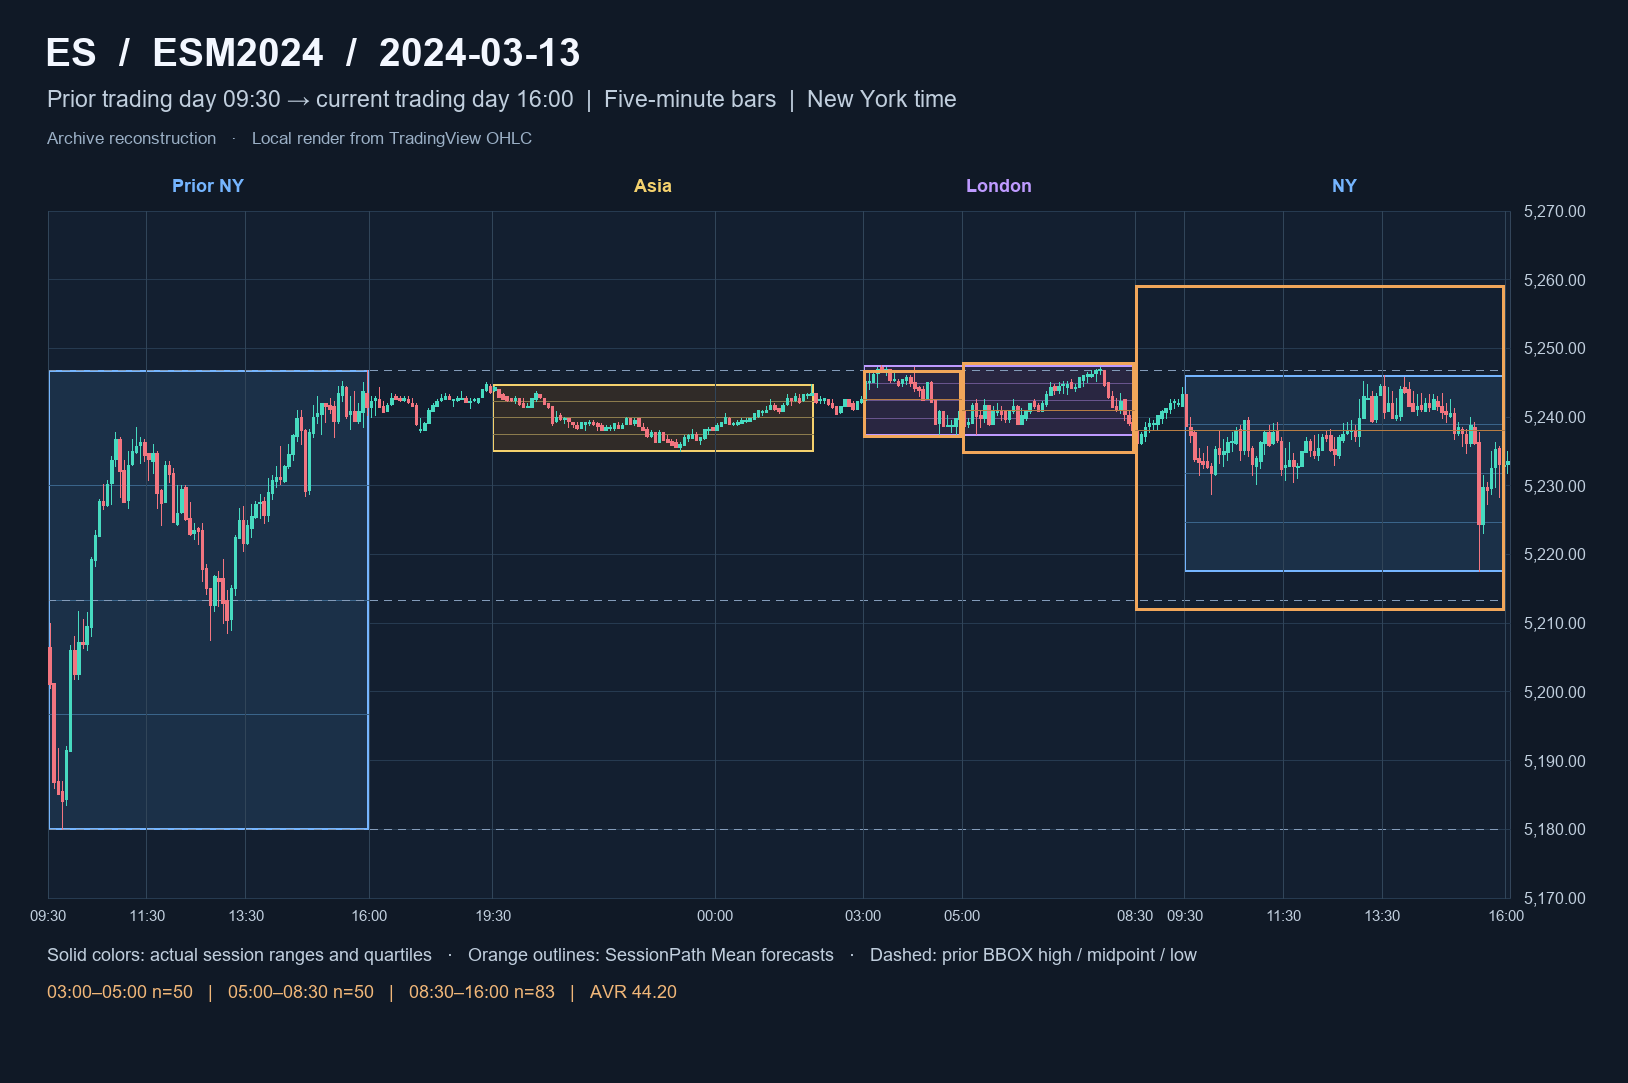 ES / ESM2024 / 2024-03-13
Prior trading day 09:30 → current trading day 16:00 | Five-minute bars | New York time
Archive reconstruction · Local render from TradingView OHLC
Prior NY Asia London NY
5,270.00
5,260.00
5,250.00
5,240.00
5,230.00
5,220.00
5,210.00
5,200.00
5,190.00
5,180.00
5,170.00
09:30 11:30 13:30 16:00 19:30 00:00 03:00 05:00 08:30 09:30 11:30 13:30 16:00
Solid colors: actual session ranges and quartiles · Orange outlines: SessionPath Mean forecasts · Dashed: prior BBOX high / midpoint / low
03:00–05:00 n=50 | 05:00–08:30 n=50 | 08:30–16:00 n=83 | AVR 44.20